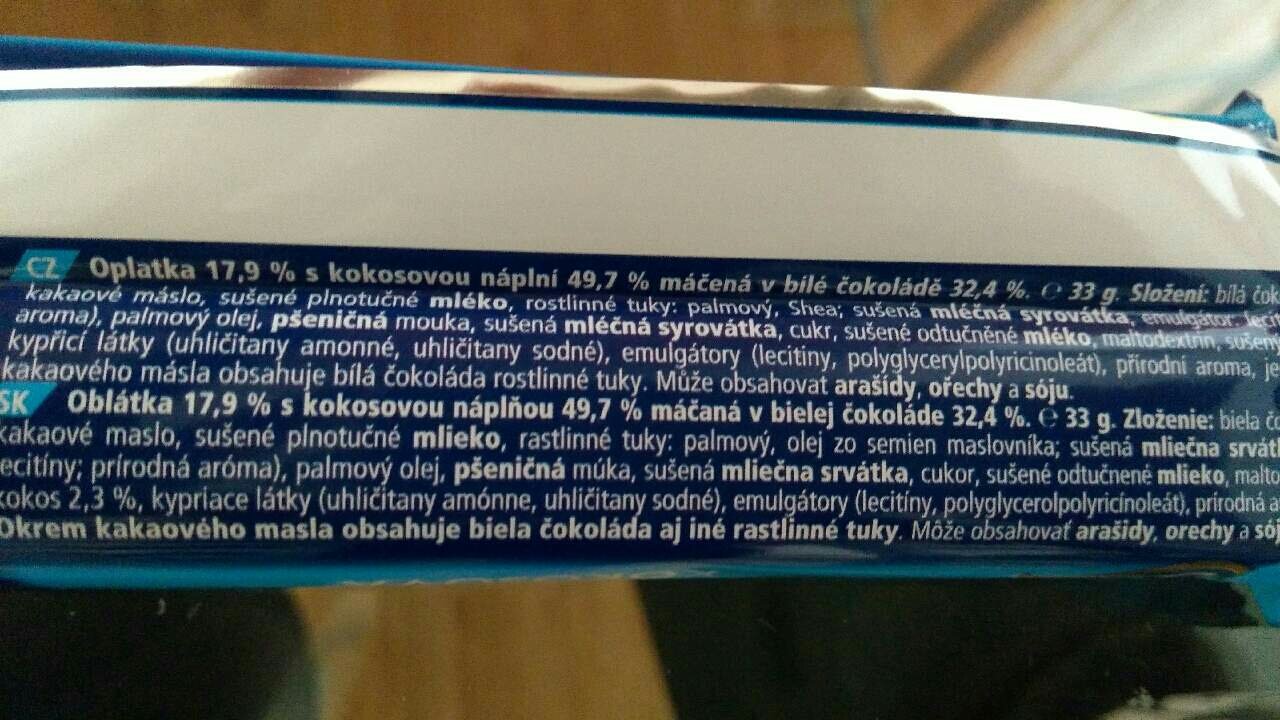 CZ Oplatka 17,9 % s kokosovou náplní 49,7 % máčená v bílé čokoládě 32,4 %. ℮ 33 g. Složení: bílá
kakaové máslo, sušené plnotučné mléko, rostlinné tuky: palmový, Shea; sušená mléčná syrovátka, emulgátor
aroma), palmový olej, pšeničná mouka, sušená mléčná syrovátka, cukr, sušené odtučněné mléko, maltodextrin,
kypřicí látky (uhličitany amonné, uhličitany sodné), emulgátory (lecitiny, polyglycerylpolyricinoleát), přírodní aroma,
kakaového másla obsahuje bílá čokoláda rostlinné tuky. Může obsahovat arašídy, ořechy a sóju.
SK Oblátka 17,9 % s kokosovou náplňou 49,7 % máčaná v bielej čokoláde 32,4 %. ℮ 33 g. Zloženie: biela
kakaové maslo, sušené plnotučné mlieko, rastlinné tuky: palmový, olej zo semien maslovníka; sušená mliečna
lecitíny; prírodná aróma), palmový olej, pšeničná múka, sušená mliečna srvátka, cukor, sušené odtučnené mlieko,
kokos 2,3 %, kypriace látky (uhličitany amónne, uhličitany sodné), emulgátory (lecitíny, polyglycerolpolyricínoleát), prírodná
Okrem kakaového masla obsahuje biela čokoláda aj iné rastlinné tuky. Môže obsahovať arašidy, orechy a